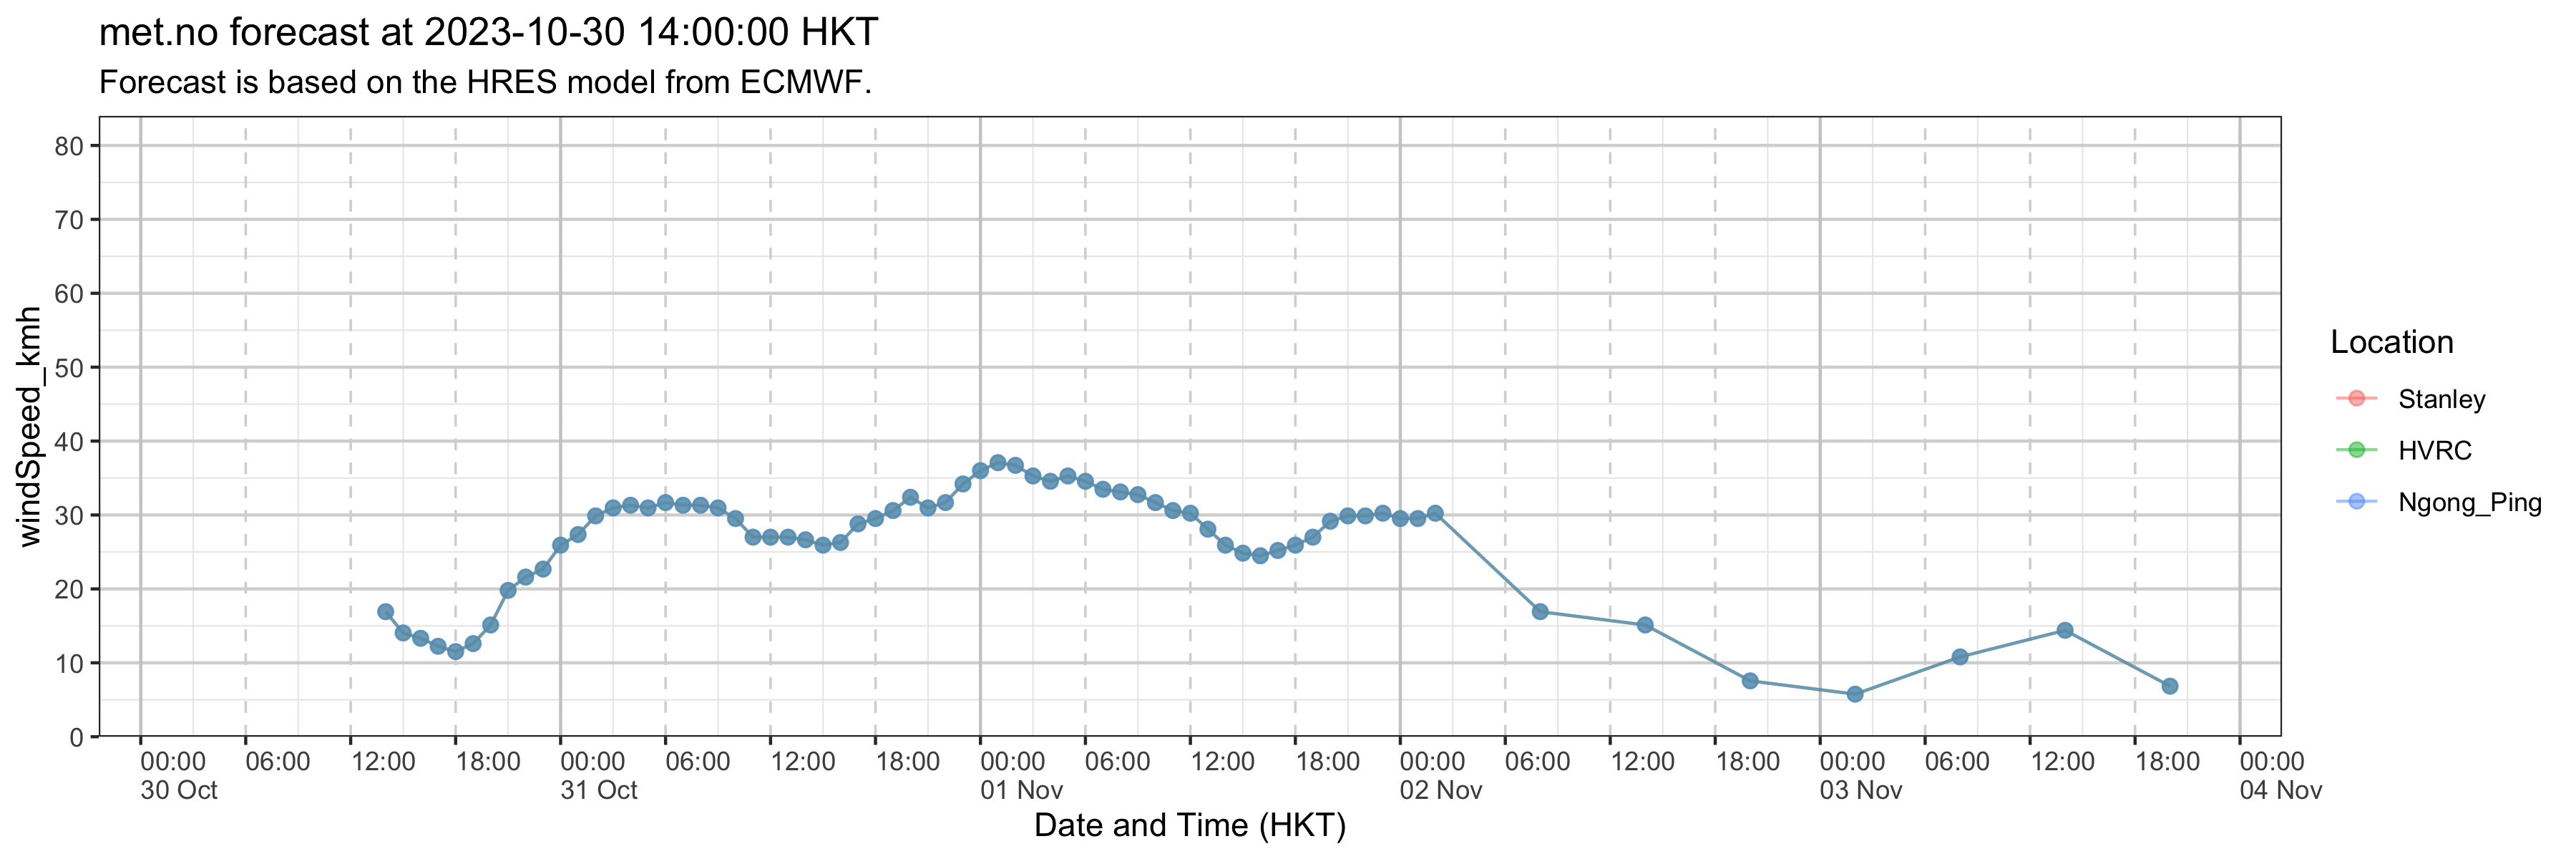 met.no forecast at 2023-10-30 14:00:00 HKT
Forecast is based on the HRES model from ECMWF.
80
70
60
50
40
30
20
10
0
windSpeed_kmh
00:00 06:00 12:00 18:00 00:00 06:00 12:00 18:00 00:00 06:00 12:00 18:00 00:00 06:00 12:00 18:00 00:00 06:00 12:00 18:00 00:00
30 Oct 31 Oct 01 Nov 02 Nov 03 Nov 04 Nov
Date and Time (HKT)
Location
Stanley
HVRC
Ngong_Ping